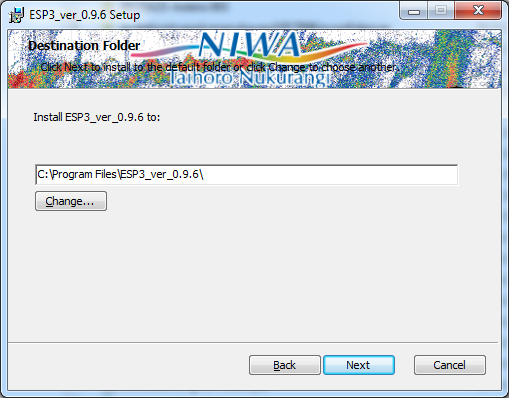 ESP3_ver_0.9.6 Setup
NIWA
Destination Folder
Click Next to install to the default folder or click Change to choose another.
Taihoro Nukurangi
Install ESP3_ver_0.9.6 to:
C:\Program Files\ESP3_ver_0.9.6\
Change...
Back
Next
Cancel